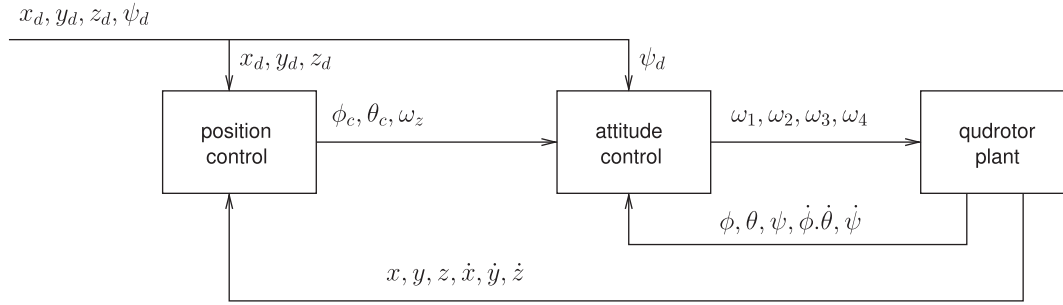 x_d, y_d, z_d, ψ_d
x_d, y_d, z_d
ψ_d
position
control
ϕ_c, θ_c, ω_z
attitude
control
ω_1, ω_2, ω_3, ω_4
qudrotor
plant
ϕ, θ, ψ, ϕ̇.θ̇, ψ̇
x, y, z, ẋ, ẏ, ż